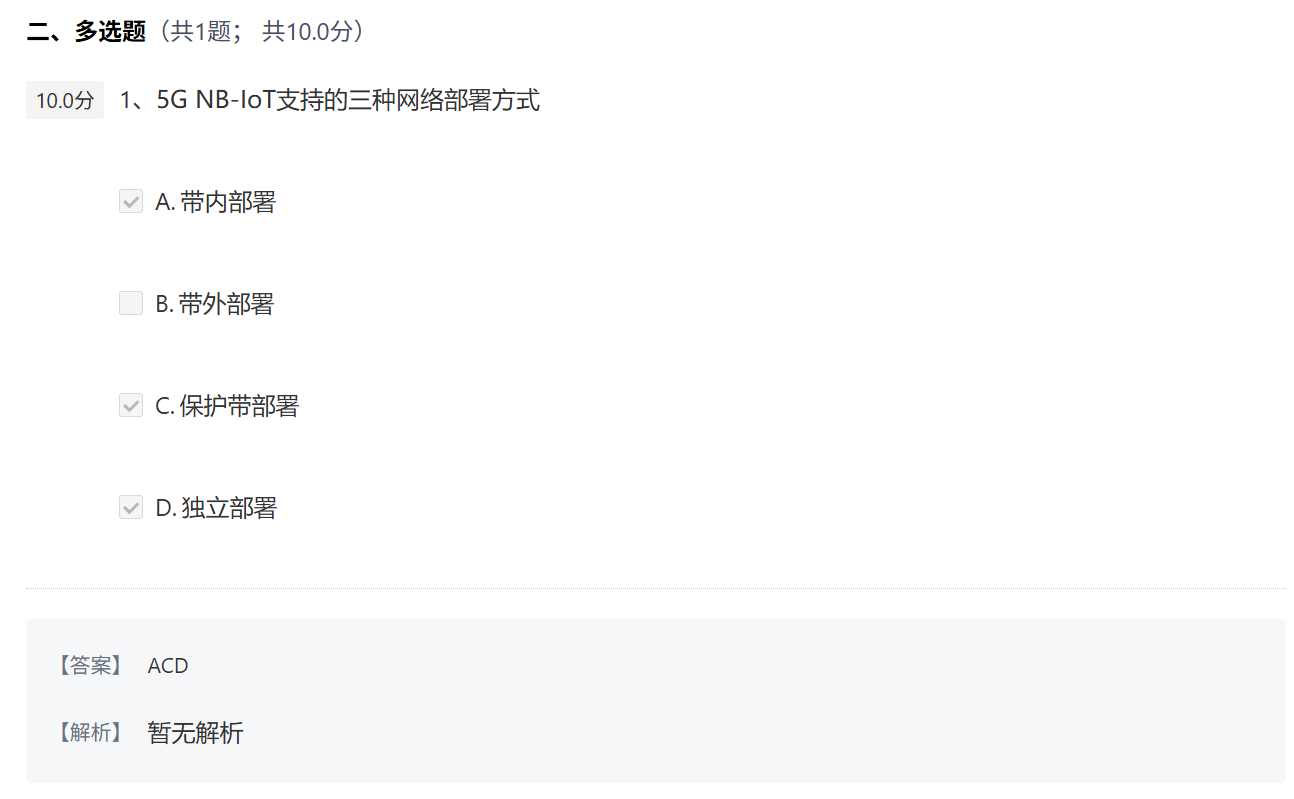 二、多选题（共1题； 共10.0分）
10.0分 1、5G NB-IoT支持的三种网络部署方式
A. 带内部署
B. 带外部署
C. 保护带部署
D. 独立部署
【答案】 ACD
【解析】 暂无解析